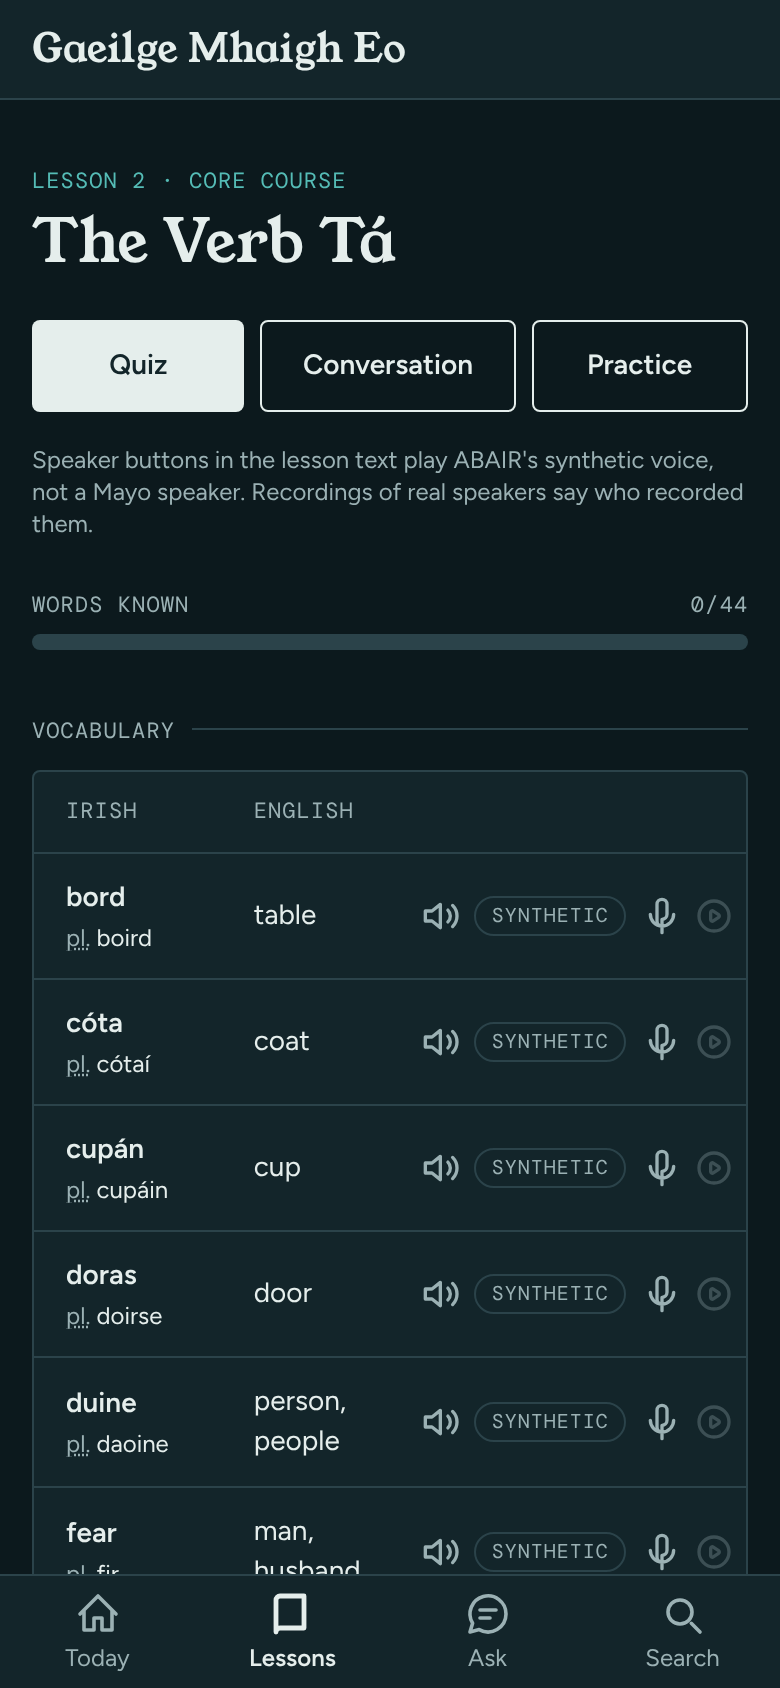 Gaeilge Mhaigh Eo
LESSON 2 · CORE COURSE
The Verb Tá
Quiz
Conversation
Practice
Speaker buttons in the lesson text play ABAIR's synthetic voice,
not a Mayo speaker. Recordings of real speakers say who recorded
them.
WORDS KNOWN 0/44
VOCABULARY
IRISH ENGLISH
bord
pl. boird
table
SYNTHETIC
cóta
pl. cótaí
coat
SYNTHETIC
cupán
pl. cupáin
cup
SYNTHETIC
doras
pl. doirse
door
SYNTHETIC
duine
pl. daoine
person,
people
SYNTHETIC
fear
pl. fir
man,
husband
SYNTHETIC
Today
Lessons
Ask
Search